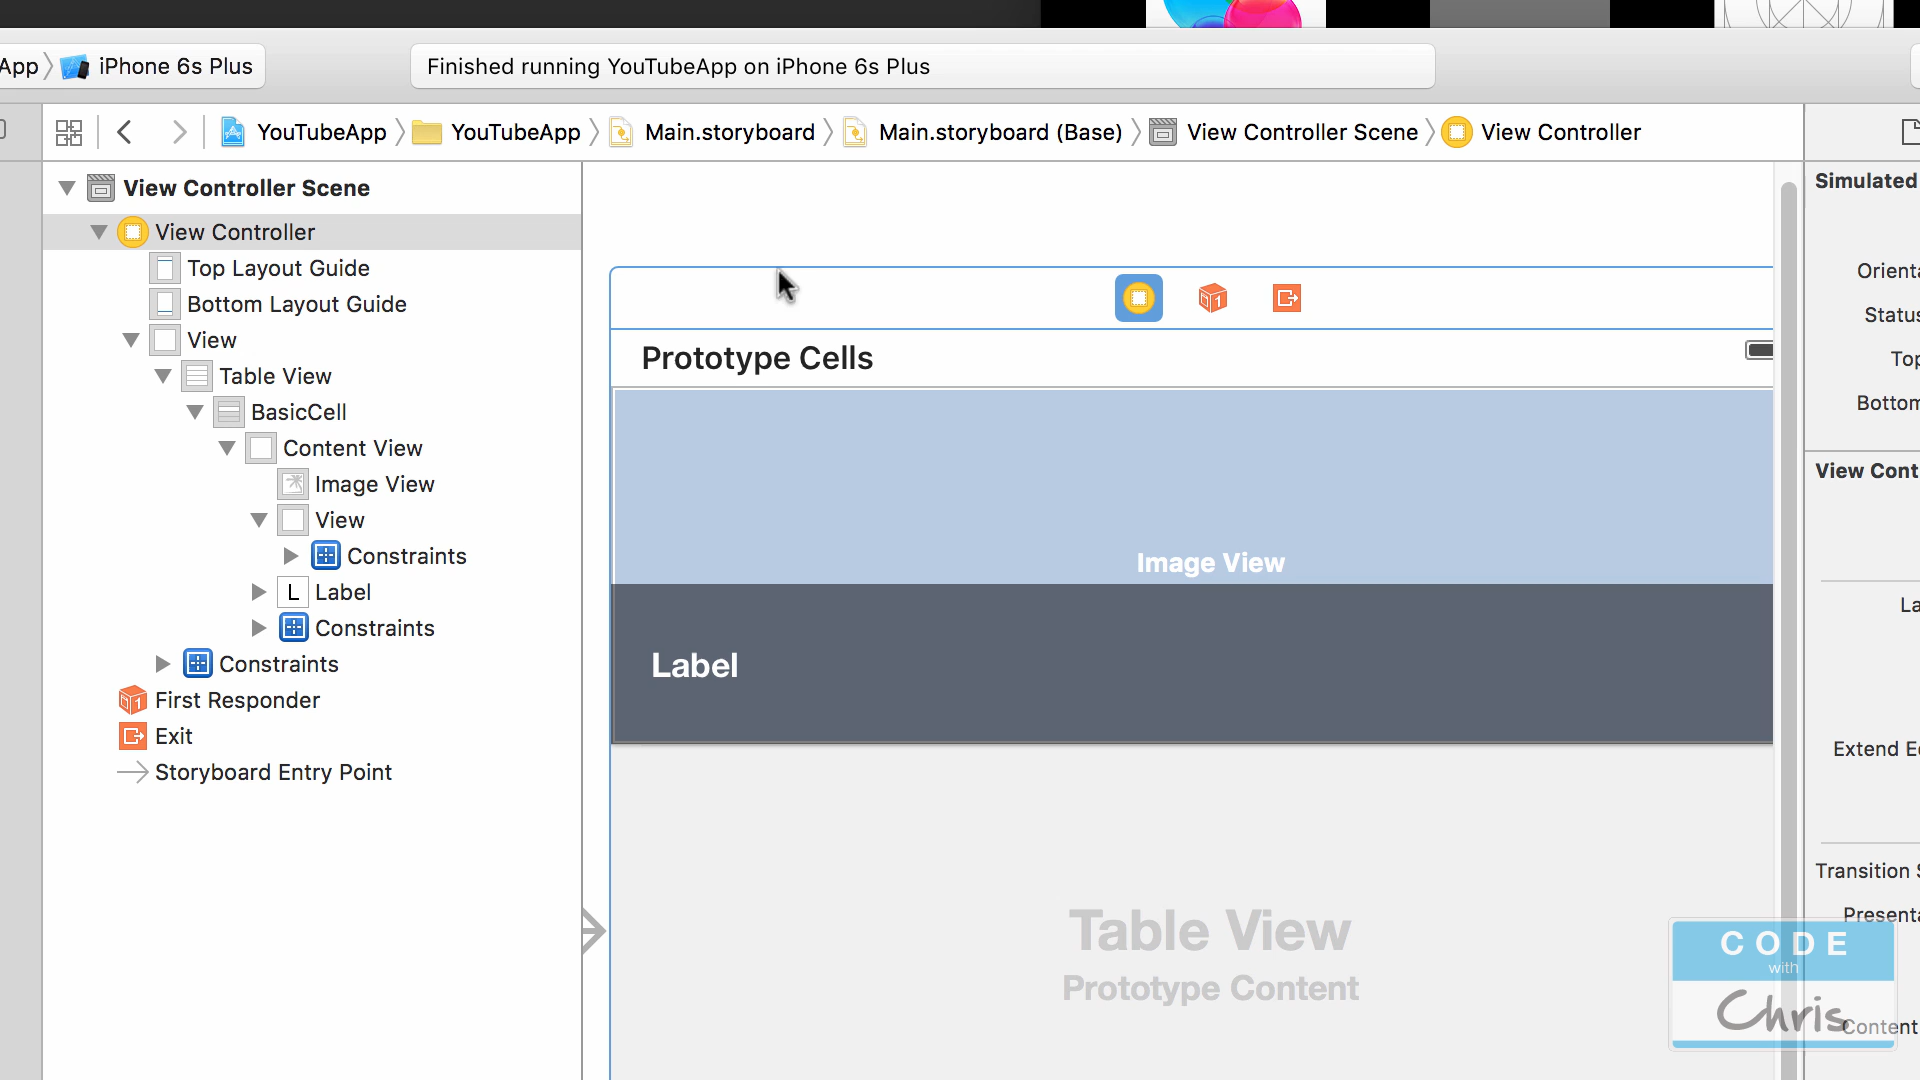 App
iPhone 6s Plus
Finished running YouTubeApp on iPhone 6s Plus
YouTubeApp
YouTubeApp
Main.storyboard
Main.storyboard (Base)
View Controller Scene
View Controller
View Controller Scene
View Controller
Top Layout Guide
Bottom Layout Guide
View
Table View
BasicCell
Content View
Image View
View
Constraints
L Label
Constraints
Constraints
First Responder
Exit
Storyboard Entry Point
Prototype Cells
Image View
Label
Table View
Prototype Content
Simulated
Orienta
Status
Top
Bottom
View Cont
La
Extend Ed
Transition S
Presenta
Content
CODE
with
Chris